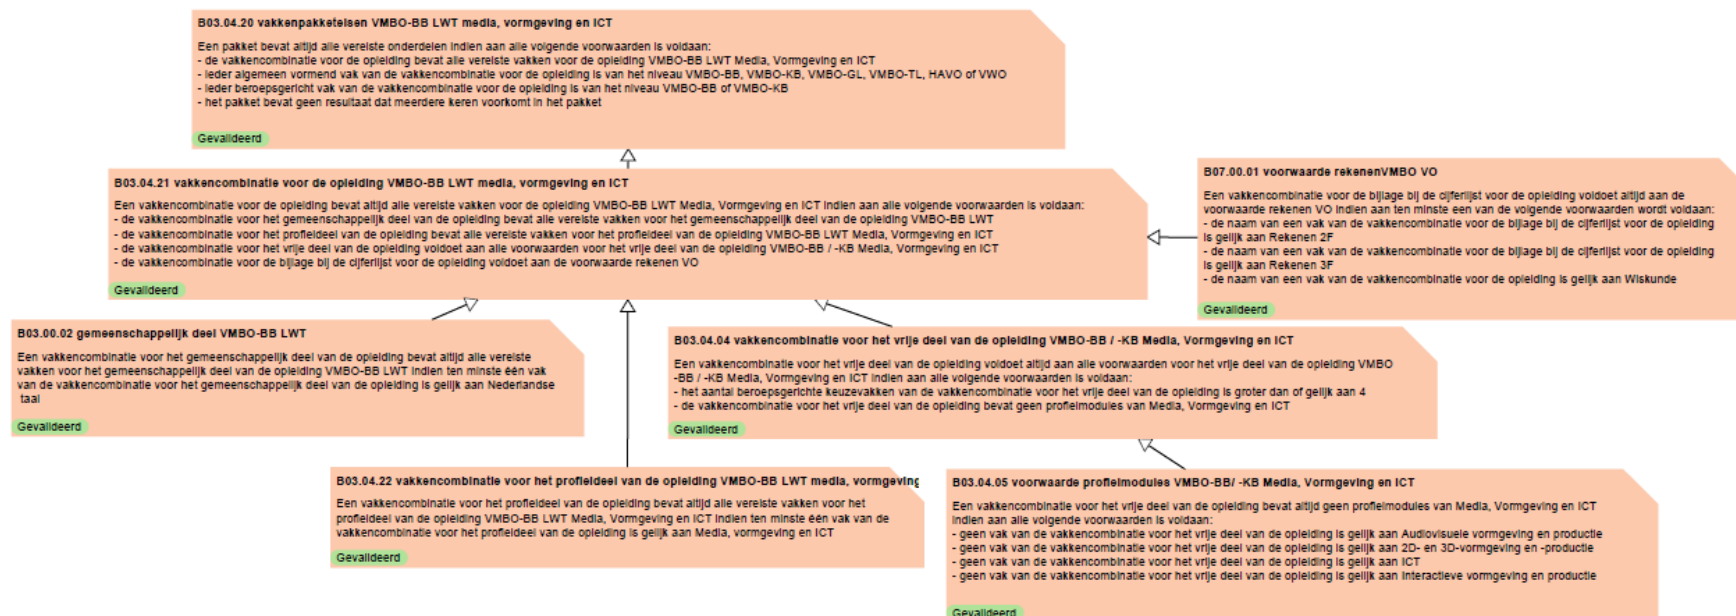 B03.04.20 vakkenpakketeisen VMBO-BB LWT media, vormgeving en ICT
Een pakket bevat altijd alle vereiste onderdelen indien aan alle volgende voorwaarden is voldaan:
- de vakkencombinatie voor de opleiding bevat alle vereiste vakken voor de opleiding VMBO-BB LWT Media, Vormgeving en ICT
- ieder algemeen vormend vak van de vakkencombinatie voor de opleiding is van het niveau VMBO-BB, VMBO-KB, VMBO-GL, VMBO-TL, HAVO of VWO
- ieder beroepsgericht vak van de vakkencombinatie voor de opleiding is van het niveau VMBO-BB of VMBO-KB
- het pakket bevat geen resultaat dat meerdere keren voorkomt in het pakket
Gevalideerd
B03.04.21 vakkencombinatie voor de opleiding VMBO-BB LWT media, vormgeving en ICT
Een vakkencombinatie voor de opleiding bevat altijd alle vereiste vakken voor de opleiding VMBO-BB LWT Media, Vormgeving en ICT indien aan alle volgende voorwaarden is voldaan:
- de vakkencombinatie voor het gemeenschappelijk deel van de opleiding bevat alle vereiste vakken voor het gemeenschappelijk deel van de opleiding VMBO-BB LWT
- de vakkencombinatie voor het profieldeel van de opleiding bevat alle vereiste vakken voor het profieldeel van de opleiding VMBO-BB LWT Media, Vormgeving en ICT
- de vakkencombinatie voor het vrije deel van de opleiding voldoet aan alle voorwaarden voor het vrije deel van de opleiding VMBO-BB / -KB Media, Vormgeving en ICT
- de vakkencombinatie voor de bijlage bij de cijferlijst voor de opleiding voldoet aan de voorwaarde rekenen VO
Gevalideerd
B07.00.01 voorwaarde rekenenVMBO VO
Een vakkencombinatie voor de bijlage bij de cijferlijst voor de opleiding voldoet altijd aan de
voorwaarde rekenen VO indien aan ten minste een van de volgende voorwaarden wordt voldaan:
- de naam van een vak van de vakkencombinatie voor de bijlage bij de cijferlijst voor de opleiding
is gelijk aan Rekenen 2F
- de naam van een vak van de vakkencombinatie voor de bijlage bij de cijferlijst voor de opleiding
is gelijk aan Rekenen 3F
- de naam van een vak van de vakkencombinatie voor de opleiding is gelijk aan Wiskunde
Gevalideerd
B03.00.02 gemeenschappelijk deel VMBO-BB LWT
Een vakkencombinatie voor het gemeenschappelijk deel van de opleiding bevat altijd alle vereiste
vakken voor het gemeenschappelijk deel van de opleiding VMBO-BB LWT indien ten minste één vak
van de vakkencombinatie voor het gemeenschappelijk deel van de opleiding is gelijk aan Nederlandse
taal
Gevalideerd
B03.04.04 vakkencombinatie voor het vrije deel van de opleiding VMBO-BB / -KB Media, Vormgeving en ICT
Een vakkencombinatie voor het vrije deel van de opleiding voldoet altijd aan alle voorwaarden voor het vrije deel van de opleiding VMBO
-BB / -KB Media, Vormgeving en ICT indien aan alle volgende voorwaarden is voldaan:
- het aantal beroepsgerichte keuzevakken van de vakkencombinatie voor het vrije deel van de opleiding is groter dan of gelijk aan 4
- de vakkencombinatie voor het vrije deel van de opleiding bevat geen profielmodules van Media, Vormgeving en ICT
Gevalideerd
B03.04.22 vakkencombinatie voor het profieldeel van de opleiding VMBO-BB LWT media, vormgeving
Een vakkencombinatie voor het profieldeel van de opleiding bevat altijd alle vereiste vakken voor het
profieldeel van de opleiding VMBO-BB LWT Media, Vormgeving en ICT indien ten minste één vak van de
vakkencombinatie voor het profieldeel van de opleiding is gelijk aan Media, vormgeving en ICT
Gevalideerd
B03.04.05 voorwaarde profielmodules VMBO-BB/ -KB Media, Vormgeving en ICT
Een vakkencombinatie voor het vrije deel van de opleiding bevat altijd geen profielmodules van Media, Vormgeving en ICT
indien aan alle volgende voorwaarden is voldaan:
- geen vak van de vakkencombinatie voor het vrije deel van de opleiding is gelijk aan Audiovisuele vormgeving en productie
- geen vak van de vakkencombinatie voor het vrije deel van de opleiding is gelijk aan 2D- en 3D-vormgeving en -productie
- geen vak van de vakkencombinatie voor het vrije deel van de opleiding is gelijk aan ICT
- geen vak van de vakkencombinatie voor het vrije deel van de opleiding is gelijk aan Interactieve vormgeving en productie
Gevalideerd